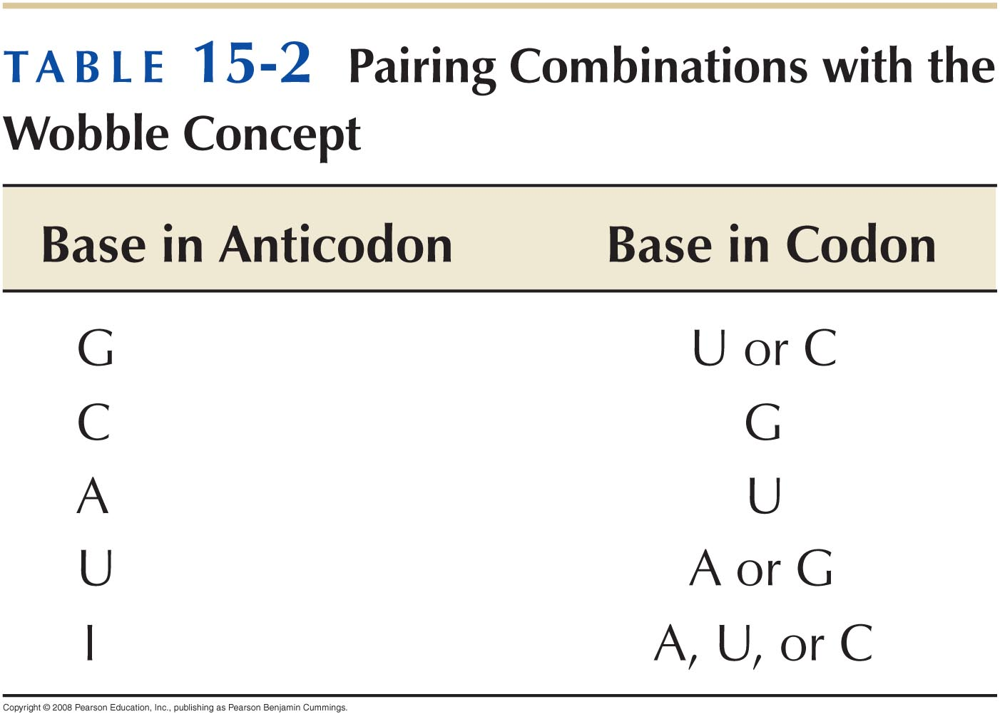 TABLE 15-2 Pairing Combinations with the
Wobble Concept
Base in Anticodon Base in Codon
G U or C
C G
A U
U A or G
I A, U, or C
Copyright © 2008 Pearson Education, Inc., publishing as Pearson Benjamin Cummings.